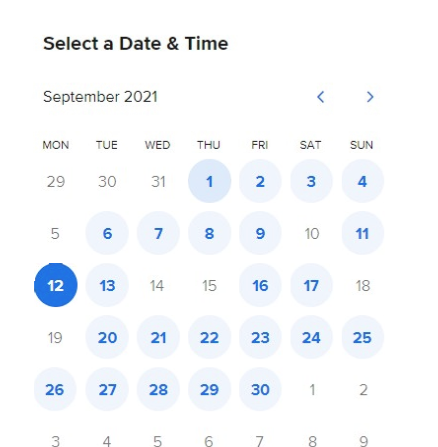 Select a Date & Time
September 2021
MON TUE WED THU FRI SAT SUN
29 30 31 1 2 3 4
5 6 7 8 9 10 11
12 13 14 15 16 17 18
19 20 21 22 23 24 25
26 27 28 29 30 1 2
3 4 5 6 7 8 9